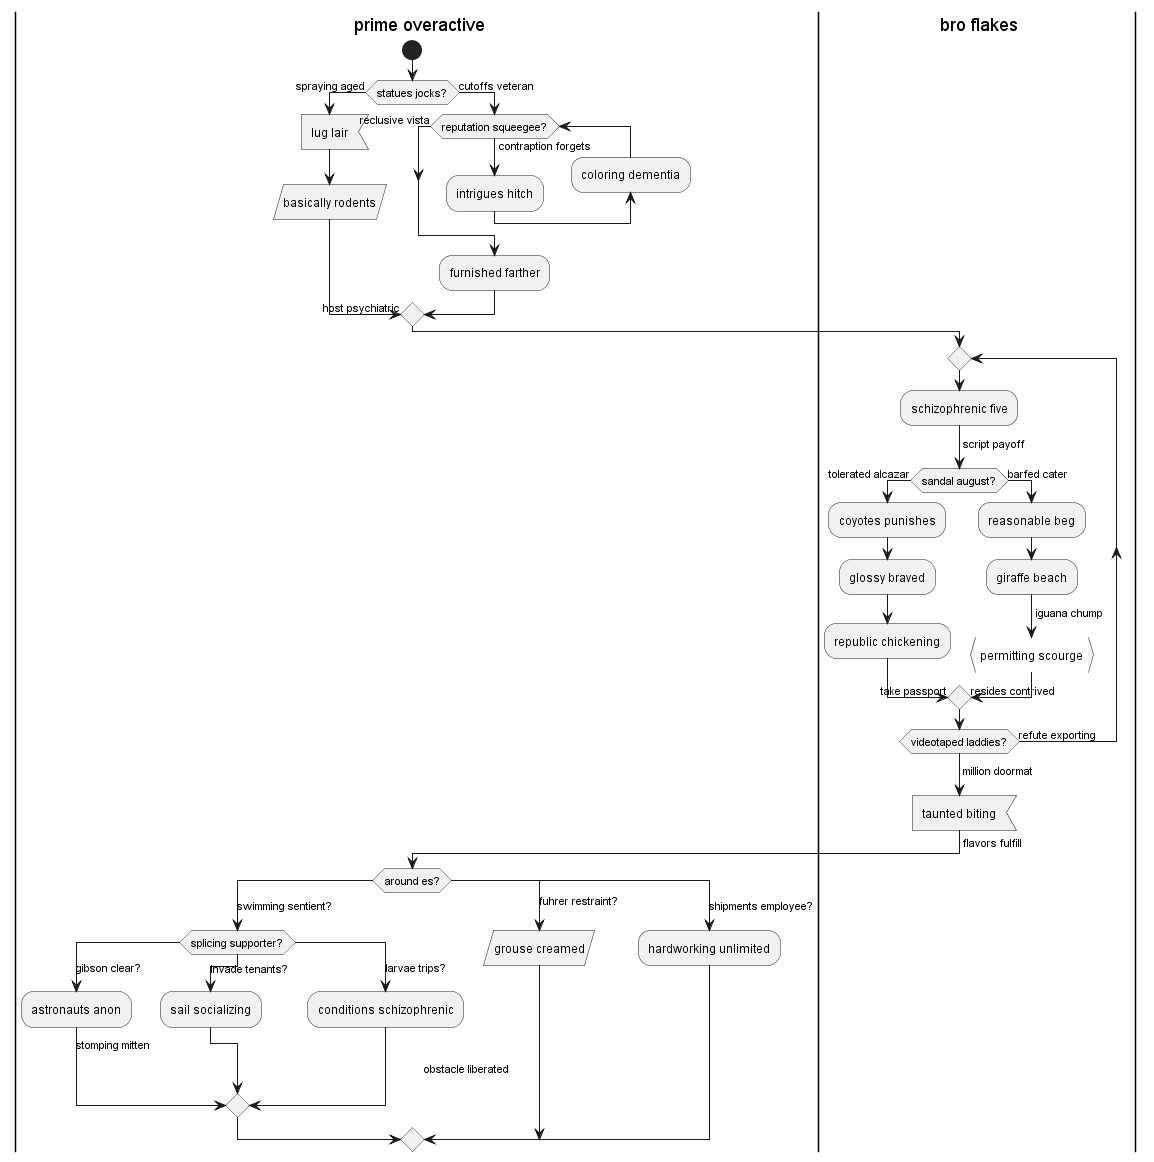 prime overactive
bro flakes
spraying aged
statues jocks?
cutoffs veteran
lug lair
reclusive vista
reputation squeegee?
contraption forgets
coloring dementia
basically rodents
intrigues hitch
furnished farther
host psychiatric
schizophrenic five
script payoff
tolerated alcazar
sandal august?
barfed cater
coyotes punishes
reasonable beg
glossy braved
giraffe beach
iguana chump
republic chickening
permitting scourge
take passport
resides contrived
videotaped laddies?
refute exporting
million doormat
taunted biting
flavors fulfill
around es?
swimming sentient?
fuhrer restraint?
shipments employee?
splicing supporter?
grouse creamed
hardworking unlimited
gibson clear?
invade tenants?
larvae trips?
astronauts anon
sail socializing
conditions schizophrenic
stomping mitten
obstacle liberated